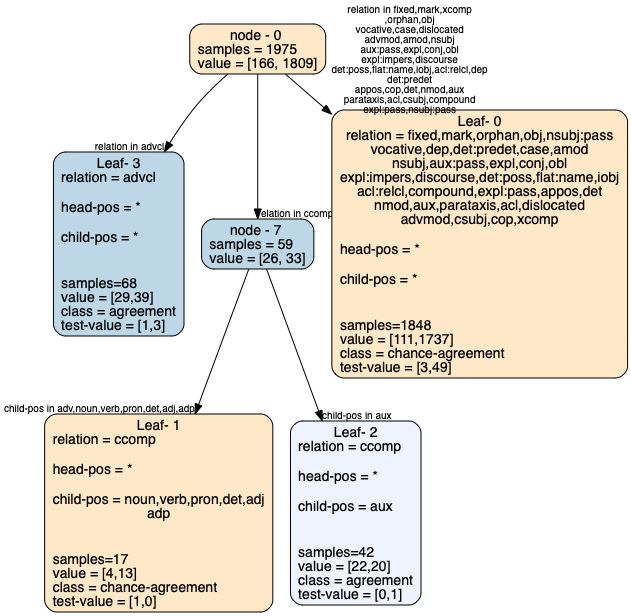 relation in fixed,mark,xcomp
,orphan,obj
vocative,case,dislocated
advmod,amod,nsubj
aux:pass,expl,conj,obl
expl:impers,discourse
det:poss,flat:name,iobj,acl:relcl,dep
det:predet
appos,cop,det,nmod,aux
parataxis,acl,csubj,compound
expl:pass,nsubj:pass
node - 0
samples = 1975
value = [166, 1809]
relation in advcl
Leaf- 3
relation = advcl
head-pos = *
child-pos = *
samples=68
value = [29,39]
class = agreement
test-value = [1,3]
relation in ccomp
node - 7
samples = 59
value = [26, 33]
Leaf- 0
relation = fixed,mark,orphan,obj,nsubj:pass
vocative,dep,det:predet,case,amod
nsubj,aux:pass,expl,conj,obl
expl:impers,discourse,det:poss,flat:name,iobj
acl:relcl,compound,expl:pass,appos,det
nmod,aux,parataxis,acl,dislocated
advmod,csubj,cop,xcomp
head-pos = *
child-pos = *
samples=1848
value = [111,1737]
class = chance-agreement
test-value = [3,49]
child-pos in adv,noun,verb,pron,det,adj,adp
Leaf- 1
relation = ccomp
head-pos = *
child-pos = noun,verb,pron,det,adj
adp
samples=17
value = [4,13]
class = chance-agreement
test-value = [1,0]
child-pos in aux
Leaf- 2
relation = ccomp
head-pos = *
child-pos = aux
samples=42
value = [22,20]
class = agreement
test-value = [0,1]